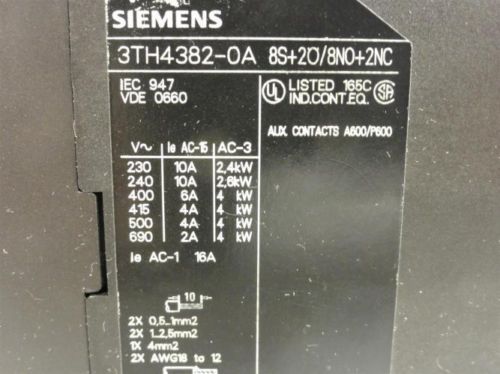 SIEMENS
3TH4382-0A 8S+2Ö/8NO+2NC
IEC 947
VDE 0660
UL LISTED 165C SA
IND.CONT.EQ.
AUX. CONTACTS A600/P600
V~ Ie AC-15 AC-3
230 10A 2,4kW
240 10A 2,6kW
400 6A 4 kW
415 4A 4 kW
500 4A 4 kW
690 2A 4 kW
Ie AC-1 16A
10
2X 0,5...1mm2
2X 1...2,5mm2
1X 4mm2
2X AWG18 to 12